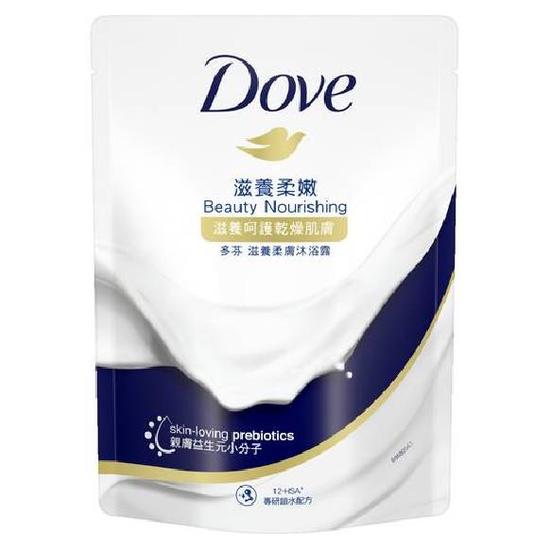 Dove
滋養柔嫩
Beauty Nourishing
滋養呵護乾燥肌膚
多芬 滋養柔膚沐浴露
skin-loving prebiotics
親膚益生元小分子
12-HSA*
專研鎖水配方